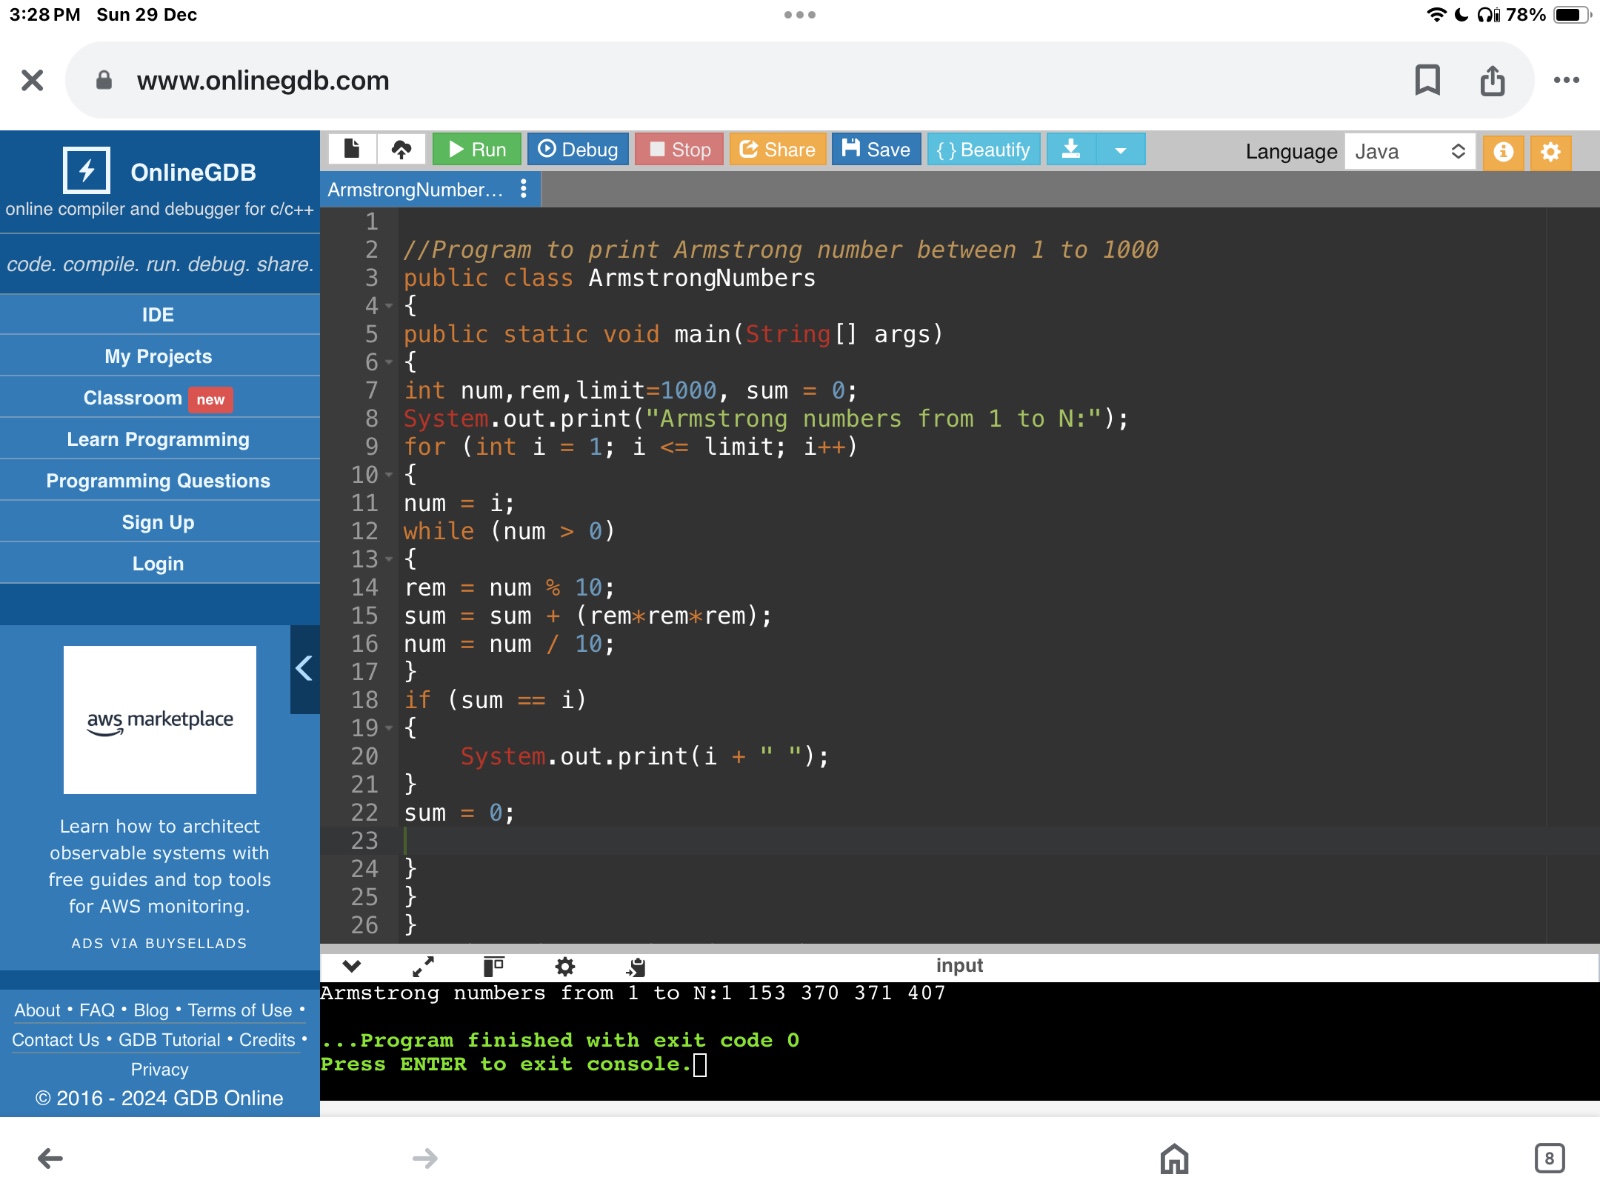 3:28 PM Sun 29 Dec
78%
www.onlinegdb.com
OnlineGDB
online compiler and debugger for c/c++
code. compile. run. debug. share.
IDE
My Projects
Classroom new
Learn Programming
Programming Questions
Sign Up
Login
aws marketplace
Learn how to architect
observable systems with
free guides and top tools
for AWS monitoring.
ADS VIA BUYSELLADS
About • FAQ • Blog • Terms of Use •
Contact Us • GDB Tutorial • Credits •
Privacy
© 2016 - 2024 GDB Online
Run Debug Stop Share Save { } Beautify Language Java
ArmstrongNumber...
1
2 //Program to print Armstrong number between 1 to 1000
3 public class ArmstrongNumbers
4 {
5 public static void main(String[] args)
6 {
7 int num,rem,limit=1000, sum = 0;
8 System.out.print("Armstrong numbers from 1 to N:");
9 for (int i = 1; i <= limit; i++)
10 {
11 num = i;
12 while (num > 0)
13 {
14 rem = num % 10;
15 sum = sum + (rem*rem*rem);
16 num = num / 10;
17 }
18 if (sum == i)
19 {
20     System.out.print(i + " ");
21 }
22 sum = 0;
23
24 }
25 }
26 }
input
Armstrong numbers from 1 to N:1 153 370 371 407
...Program finished with exit code 0
Press ENTER to exit console.
8